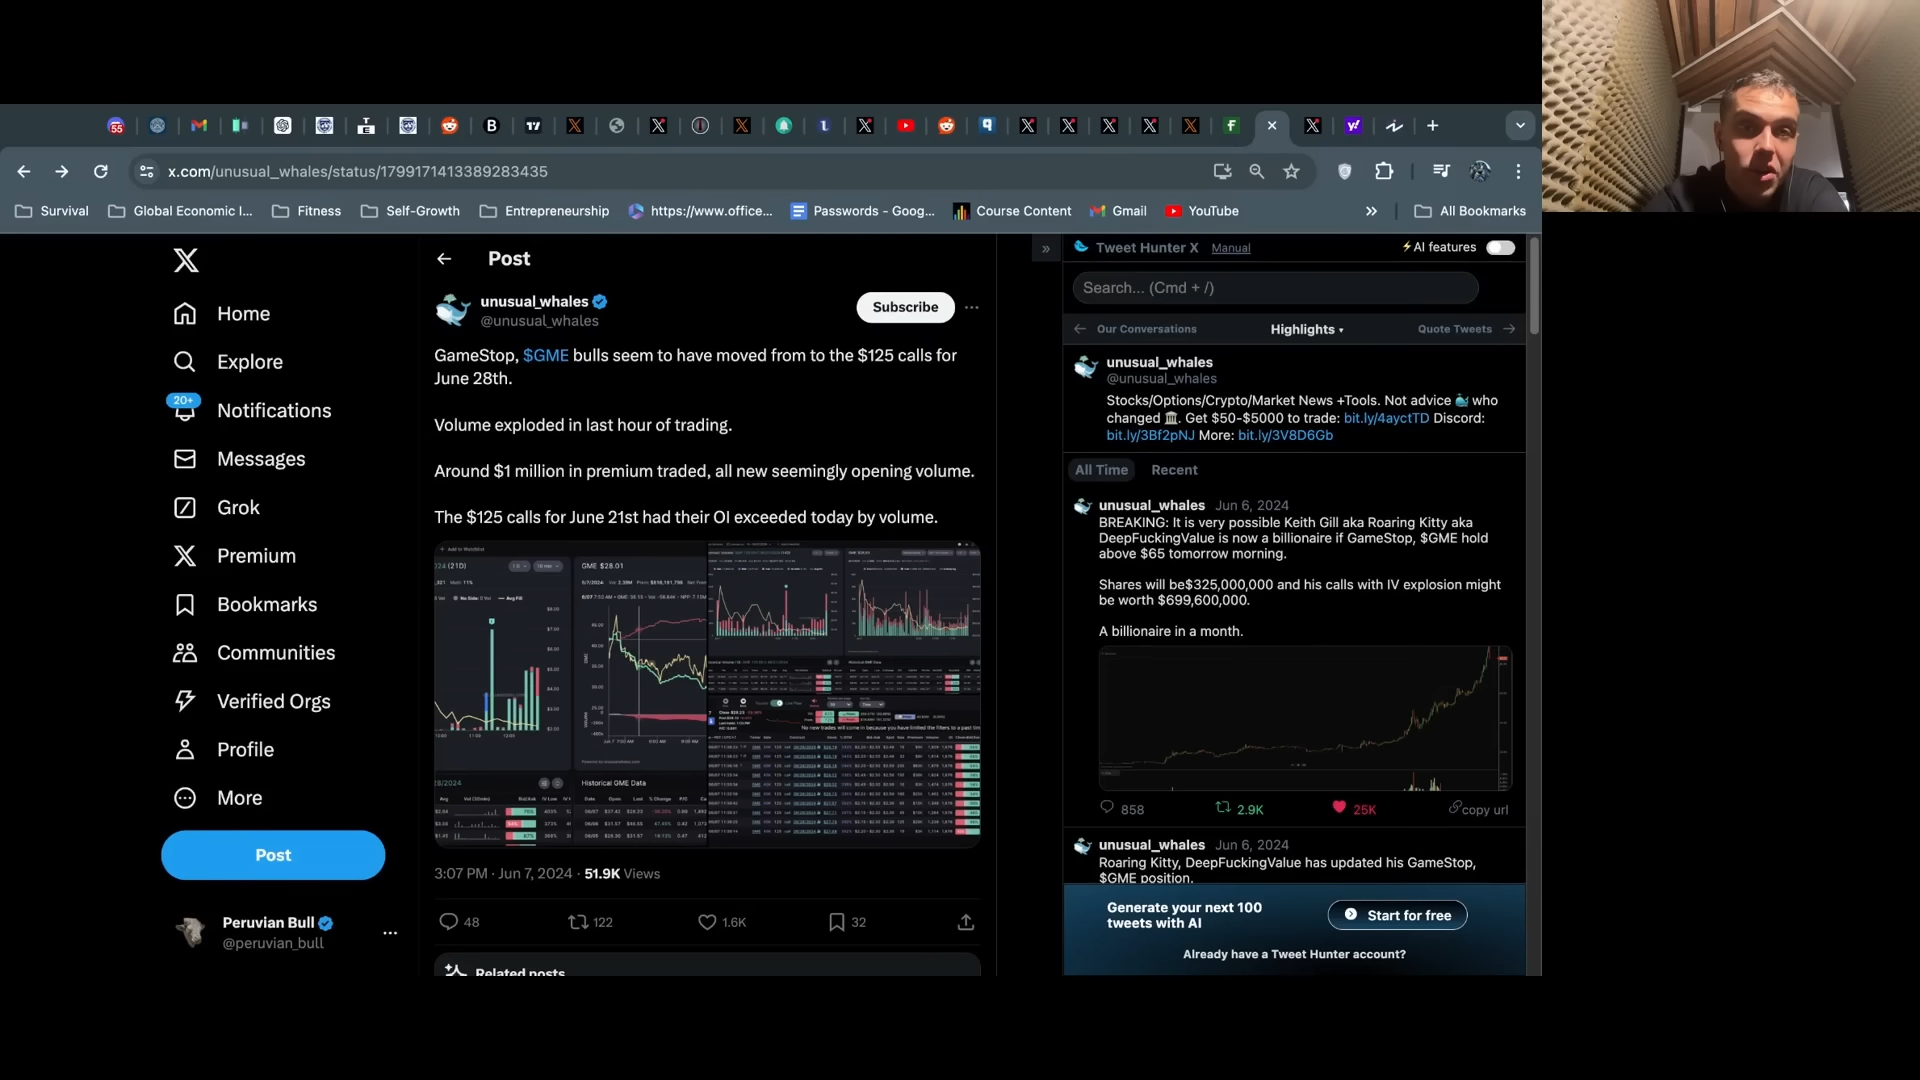 55
x.com/unusual_whales/status/1799171413389283435
Survival
Global Economic I...
Fitness
Self-Growth
Entrepreneurship
https://www.office...
Passwords - Goog...
Course Content
Gmail
YouTube
All Bookmarks
Home
Explore
20+
Notifications
Messages
Grok
Premium
Bookmarks
Communities
Verified Orgs
Profile
More
Post
Peruvian Bull
@peruvian_bull
Post
unusual_whales
@unusual_whales
Subscribe
GameStop, $GME bulls seem to have moved from to the $125 calls for
June 28th.
Volume exploded in last hour of trading.
Around $1 million in premium traded, all new seemingly opening volume.
The $125 calls for June 21st had their OI exceeded today by volume.
GME $28.01
Historical GME Data
3:07 PM · Jun 7, 2024 · 51.9K Views
48
122
1.6K
32
Related posts
Tweet Hunter X
Manual
⚡AI features
Search... (Cmd + /)
Our Conversations
Highlights
Quote Tweets
unusual_whales
@unusual_whales
Stocks/Options/Crypto/Market News +Tools. Not advice 🐳 who
changed 🏛. Get $50-$5000 to trade: bit.ly/4ayctTD Discord:
bit.ly/3Bf2pNJ More: bit.ly/3V8D6Gb
All Time
Recent
unusual_whales Jun 6, 2024
BREAKING: It is very possible Keith Gill aka Roaring Kitty aka
DeepFuckingValue is now a billionaire if GameStop, $GME hold
above $65 tomorrow morning.
Shares will be$325,000,000 and his calls with IV explosion might
be worth $699,600,000.
A billionaire in a month.
858
2.9K
25K
copy url
unusual_whales Jun 6, 2024
Roaring Kitty, DeepFuckingValue has updated his GameStop,
$GME position.
Generate your next 100
tweets with AI
Start for free
Already have a Tweet Hunter account?